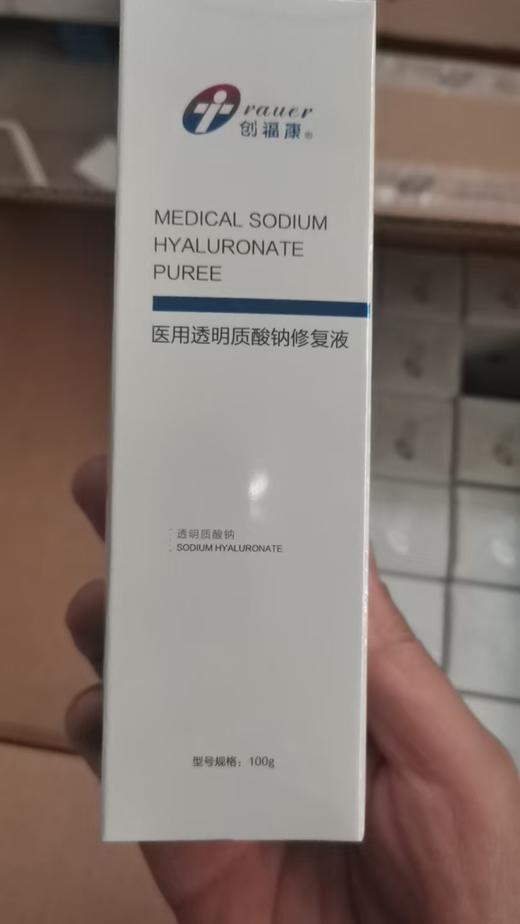 Trauer
创福康®
MEDICAL SODIUM
HYALURONATE
PUREE
医用透明质酸钠修复液
透明质酸钠
SODIUM HYALURONATE
型号规格：100g